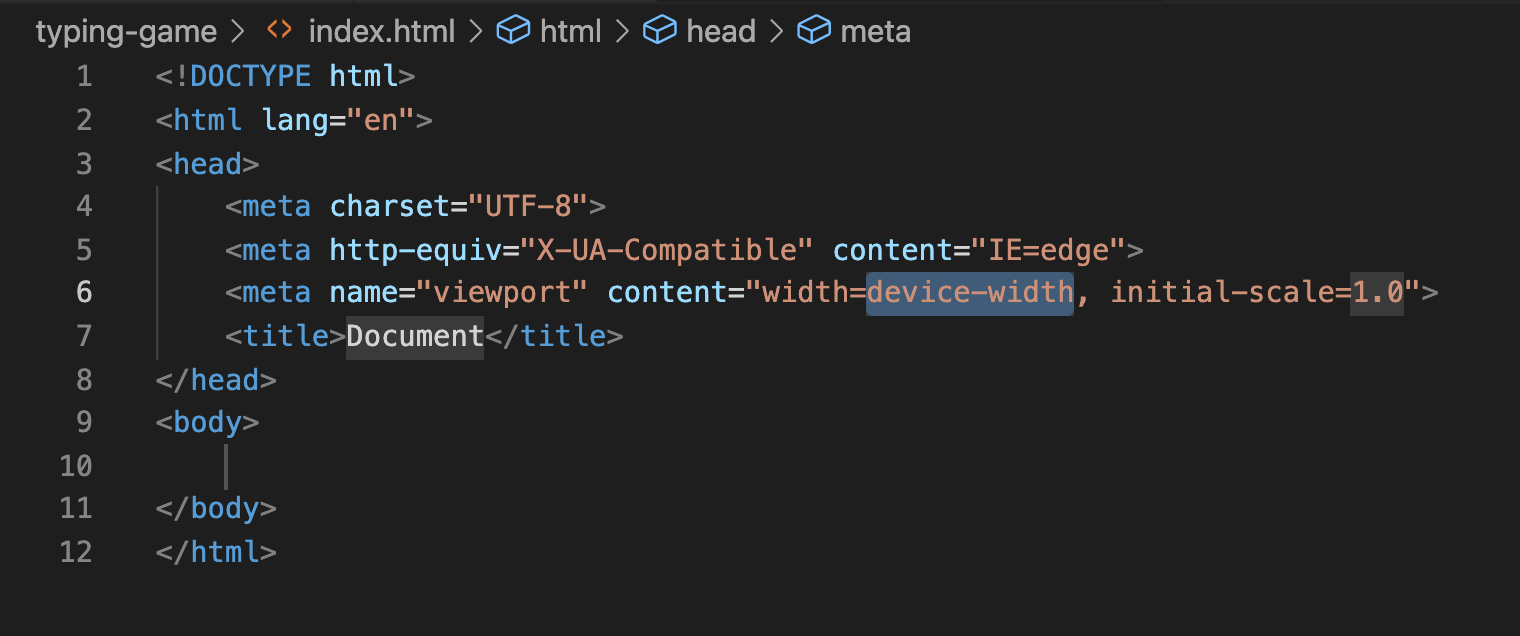 typing-game > <> index.html > html > head > meta
1 <!DOCTYPE html>
2 <html lang="en">
3 <head>
4     <meta charset="UTF-8">
5     <meta http-equiv="X-UA-Compatible" content="IE=edge">
6     <meta name="viewport" content="width=device-width, initial-scale=1.0">
7     <title>Document</title>
8 </head>
9 <body>
10
11 </body>
12 </html>